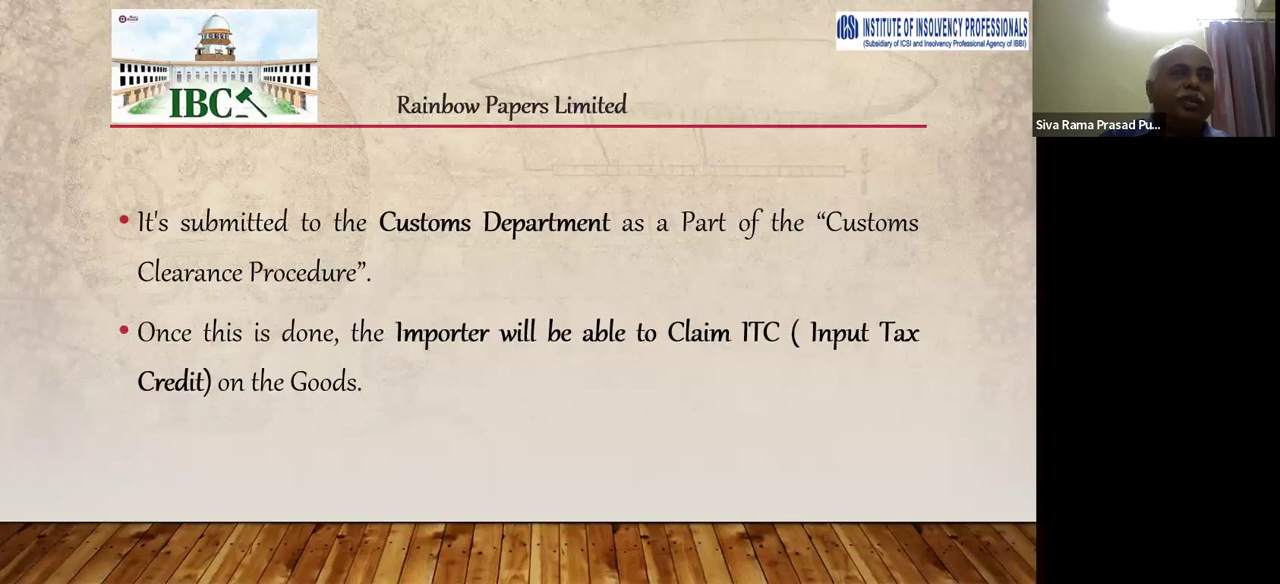 IBC
INSTITUTE OF INSOLVENCY PROFESSIONALS
(Subsidiary of ICSI and Insolvency Professional Agency of IBBI)
Rainbow Papers Limited
Siva Rama Prasad Pu...
• It's submitted to the Customs Department as a Part of the “Customs
Clearance Procedure”.
• Once this is done, the Importer will be able to Claim ITC ( Input Tax
Credit) on the Goods.